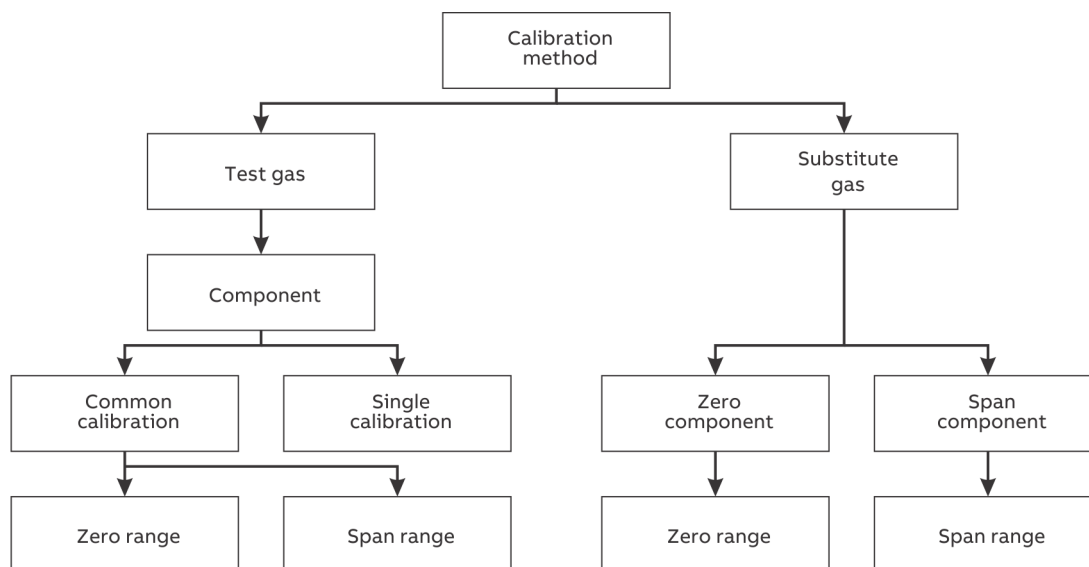 Calibration
method
Test gas
Substitute
gas
Component
Common
calibration
Single
calibration
Zero
component
Span
component
Zero range
Span range
Zero range
Span range